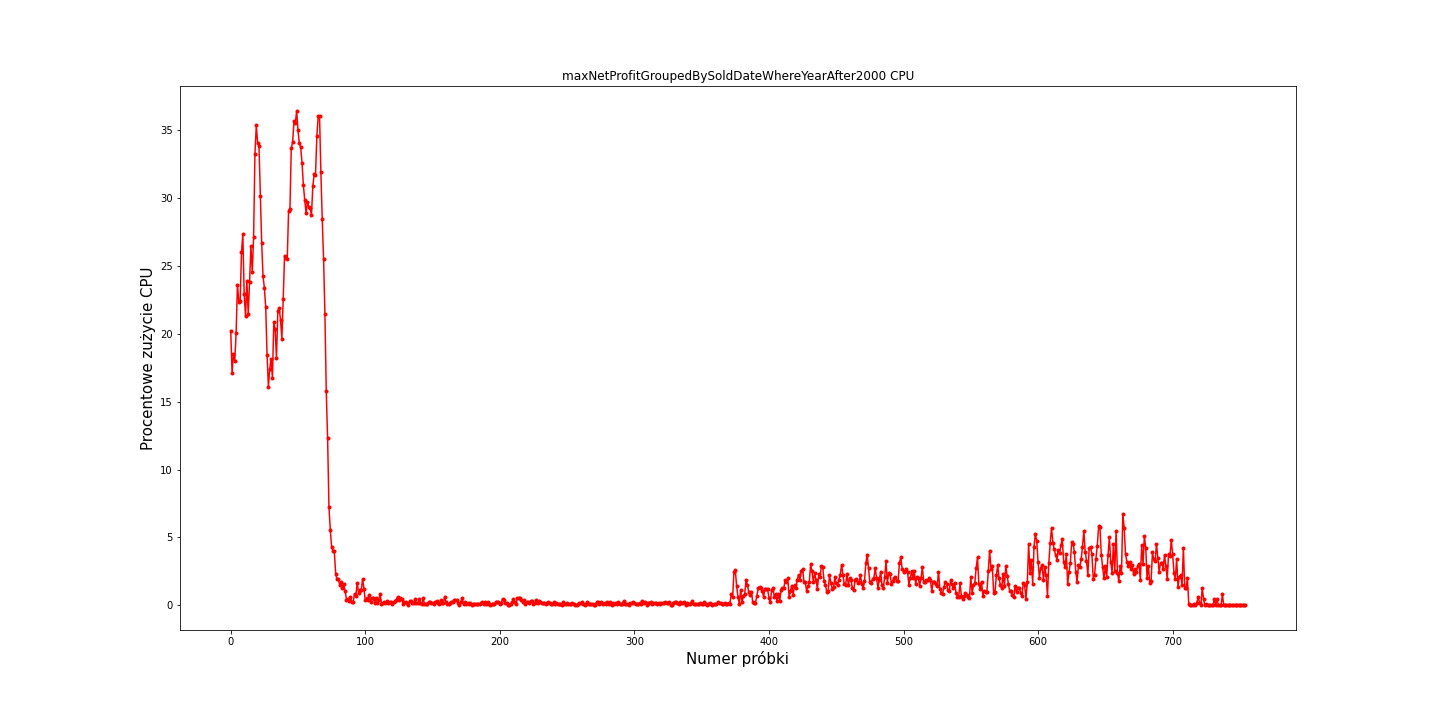 maxNetProfitGroupedBySoldDateWhereYearAfter2000 CPU
Procentowe zużycie CPU
35
30
25
20
15
10
5
0
0 100 200 300 400 500 600 700
Numer próbki